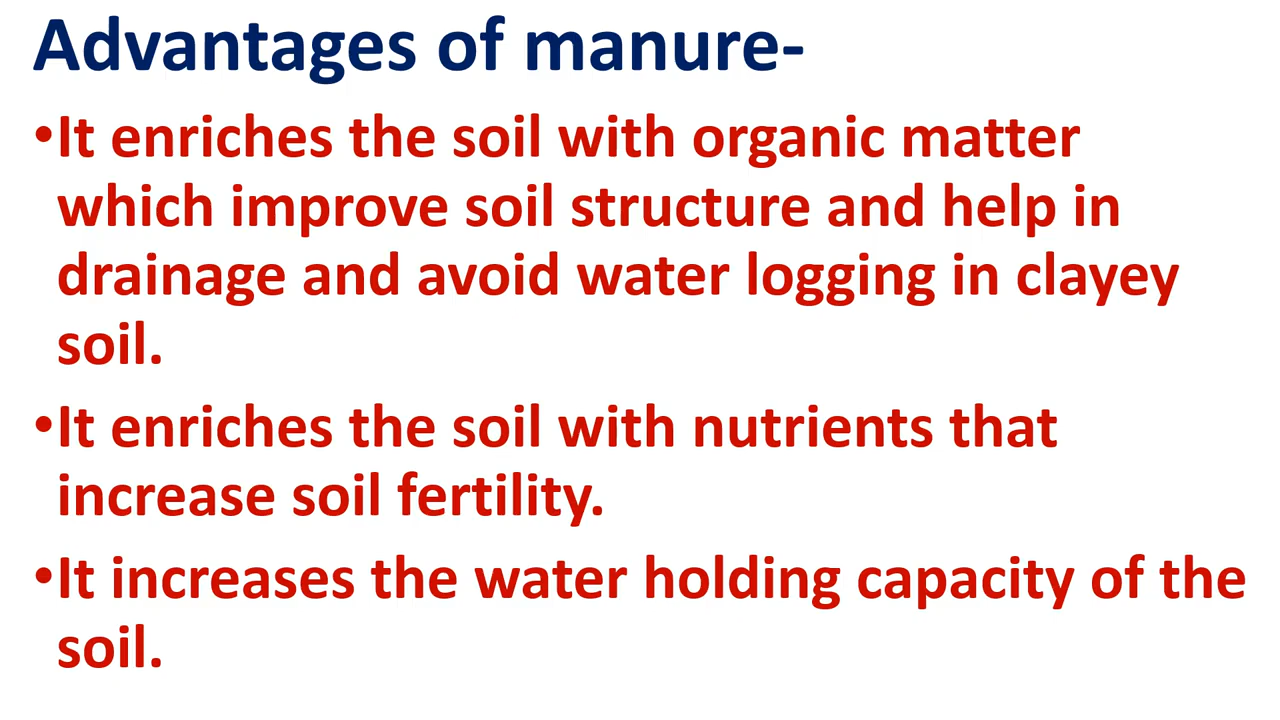 Advantages of manure-
•It enriches the soil with organic matter
which improve soil structure and help in
drainage and avoid water logging in clayey
soil.
•It enriches the soil with nutrients that
increase soil fertility.
•It increases the water holding capacity of the
soil.